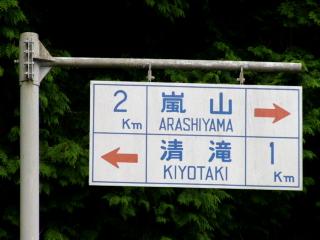 2 Km 嵐山 →
ARASHIYAMA
← 清滝 1 Km
KIYOTAKI